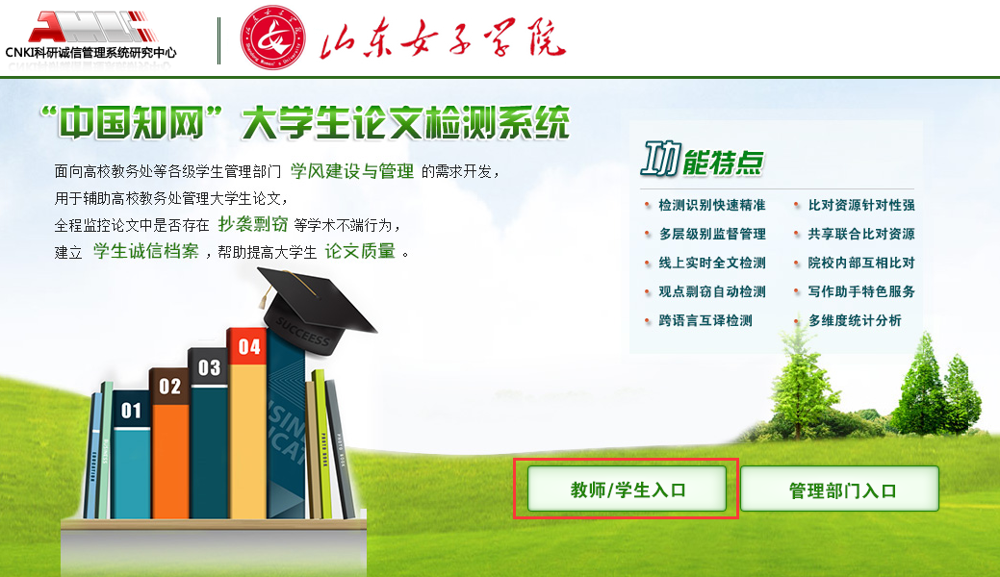 AMLC
CNKI科研诚信管理系统研究中心
山东女子学院
“中国知网”大学生论文检测系统
面向高校教务处等各级学生管理部门 学风建设与管理 的需求开发，
用于辅助高校教务处管理大学生论文，
全程监控论文中是否存在 抄袭剽窃 等学术不端行为，
建立 学生诚信档案 ，帮助提高大学生 论文质量 。
功能特点
检测识别快速精准
比对资源针对性强
多层级别监督管理
共享联合比对资源
线上实时全文检测
院校内部互相比对
观点剽窃自动检测
写作助手特色服务
跨语言互译检测
多维度统计分析
SUCCEESS
01
02
03
04
教师/学生入口
管理部门入口